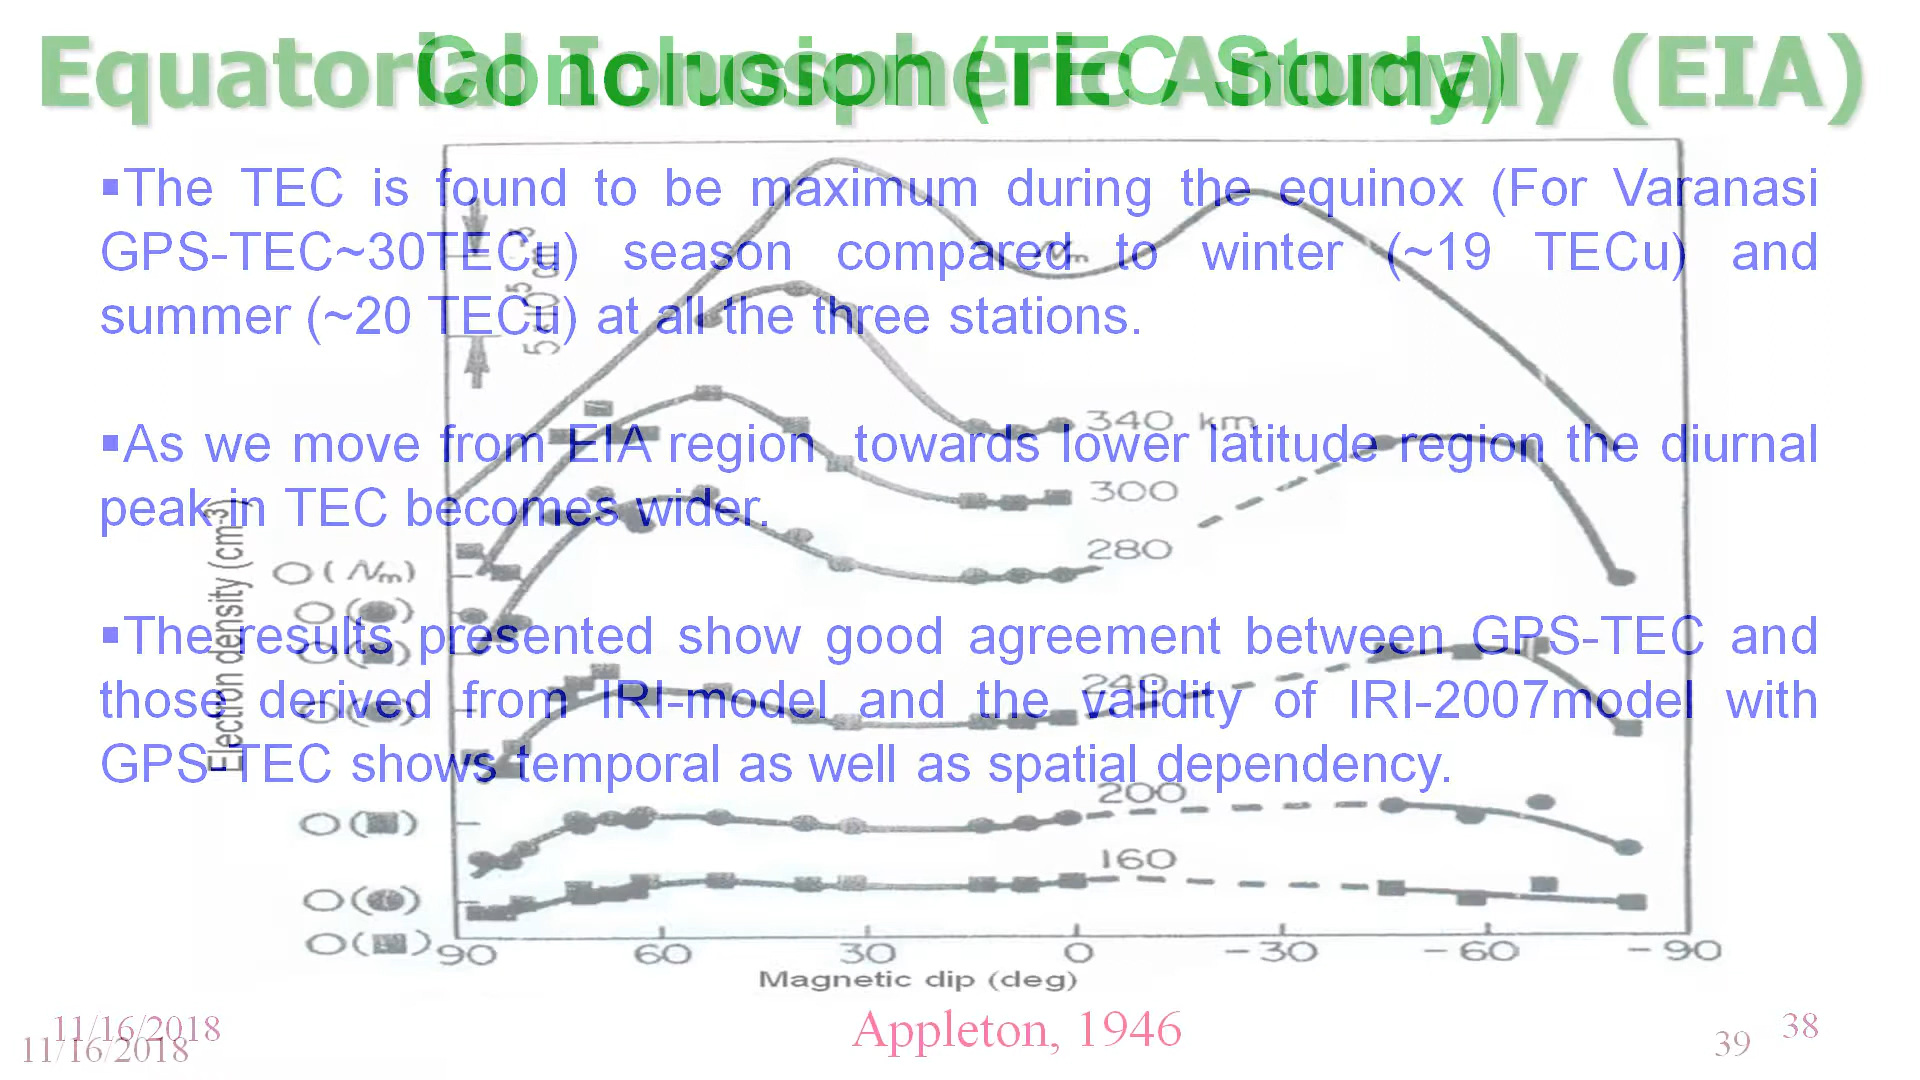 Equatorial Ionospheric Anomaly (EIA)
Conclusion (TEC Study)
▪The TEC is found to be maximum during the equinox (For Varanasi
GPS-TEC~30TECu) season compared to winter (~19 TECu) and
summer (~20 TECu) at all the three stations.
▪As we move from EIA region towards lower latitude region the diurnal
peak in TEC becomes wider.
▪The results presented show good agreement between GPS-TEC and
those derived from IRI-model and the validity of IRI-2007model with
GPS-TEC shows temporal as well as spatial dependency.
Electron density (cm-3)
5×10⁵ cm⁻³
Nm
340 km
300
280
240
200
160
O (Nm)
90 60 30 0 -30 -60 -90
Magnetic dip (deg)
Appleton, 1946
11/16/2018
38
11/16/2018
39